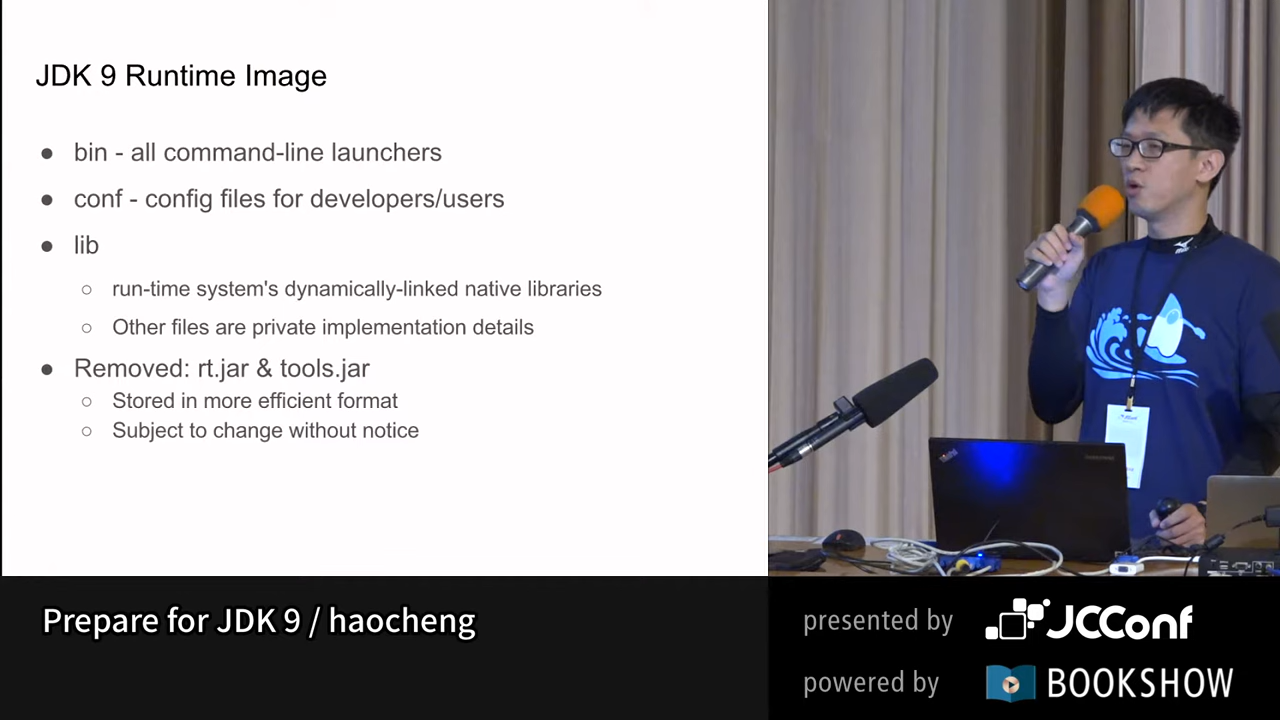 JDK 9 Runtime Image
● bin - all command-line launchers
● conf - config files for developers/users
● lib
○ run-time system's dynamically-linked native libraries
○ Other files are private implementation details
● Removed: rt.jar & tools.jar
○ Stored in more efficient format
○ Subject to change without notice
Prepare for JDK 9 / haocheng
presented by JCConf
powered by BOOKSHOW